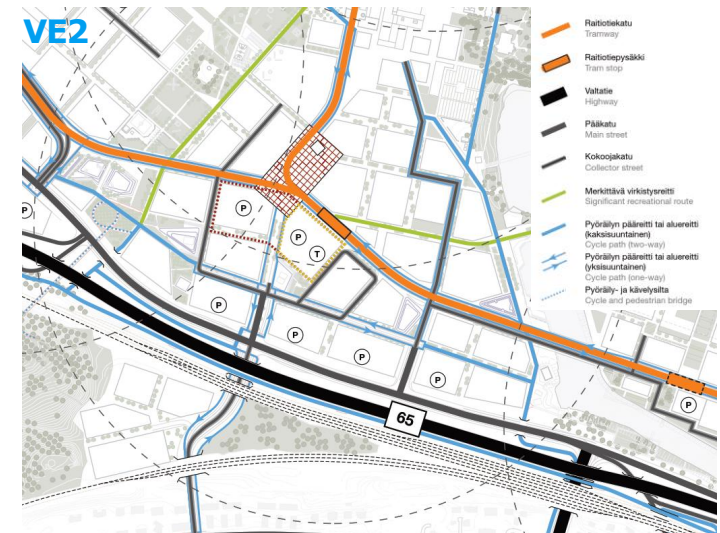 VE2
Raitiotiekatu
Tramway
Raitiotiepysäkki
Tram stop
Valtatie
Highway
Pääkatu
Main street
Kokoojakatu
Collector street
Merkittävä virkistysreitti
Significant recreational route
Pyöräilyn pääreitti tai aluereitti
(kaksisuuntainen)
Cycle path (two-way)
Pyöräilyn pääreitti tai aluereitti
(yksisuuntainen)
Cycle path (one-way)
Pyöräily- ja kävelysilta
Cycle and pedestrian bridge
P
P
P
T
P
P
P
P
P
65